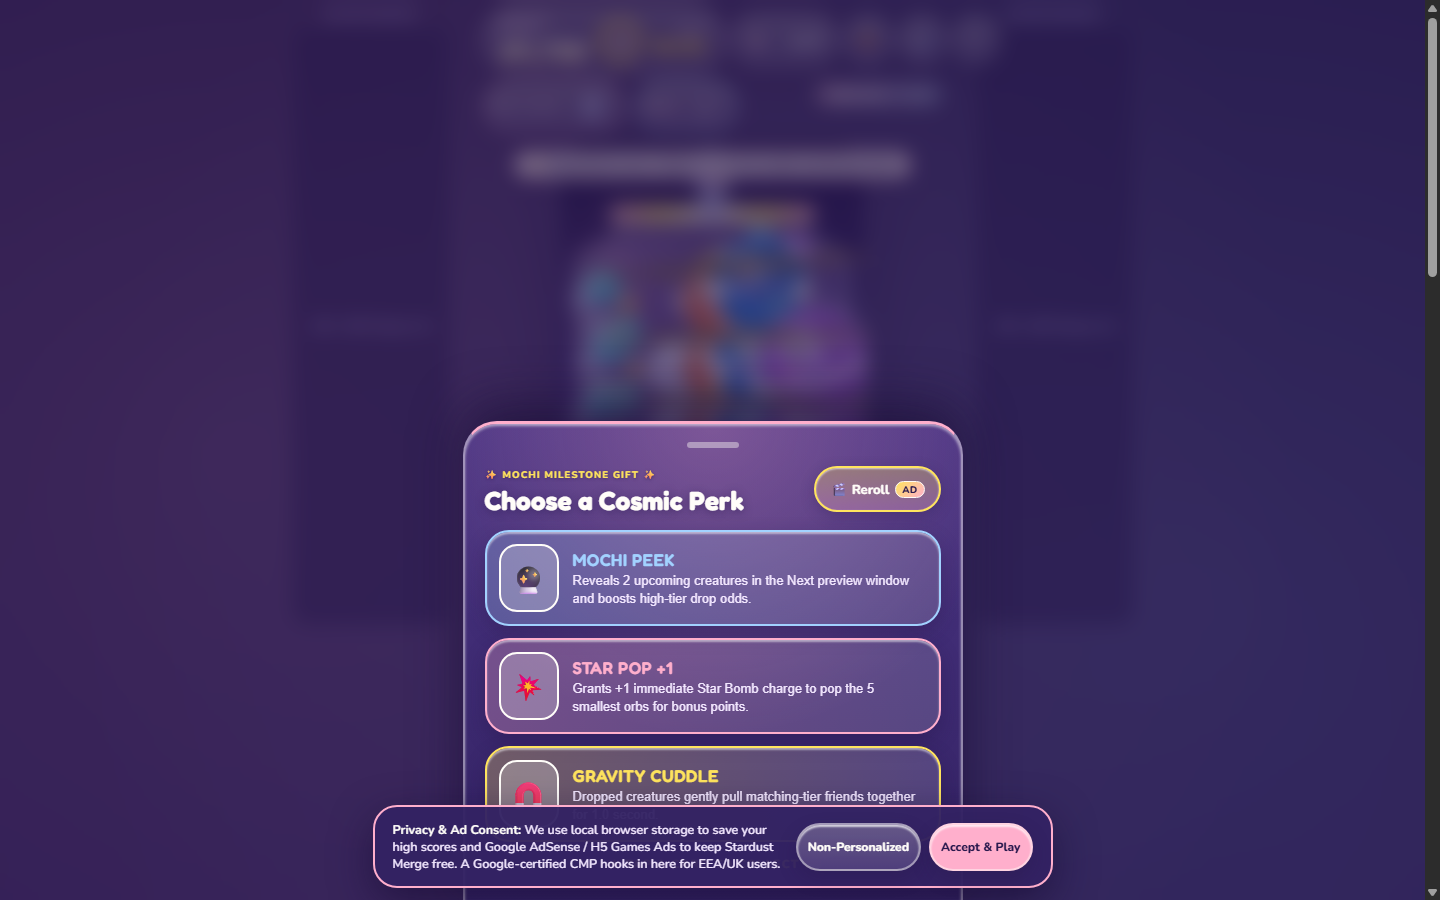 ✨ MOCHI MILESTONE GIFT ✨
Choose a Cosmic Perk
Reroll AD
MOCHI PEEK
Reveals 2 upcoming creatures in the Next preview window
and boosts high-tier drop odds.
STAR POP +1
Grants +1 immediate Star Bomb charge to pop the 5
smallest orbs for bonus points.
GRAVITY CUDDLE
Dropped creatures gently pull matching-tier friends together
Privacy & Ad Consent: We use local browser storage to save your
high scores and Google AdSense / H5 Games Ads to keep Stardust
Merge free. A Google-certified CMP hooks in here for EEA/UK users.
Non-Personalized
Accept & Play